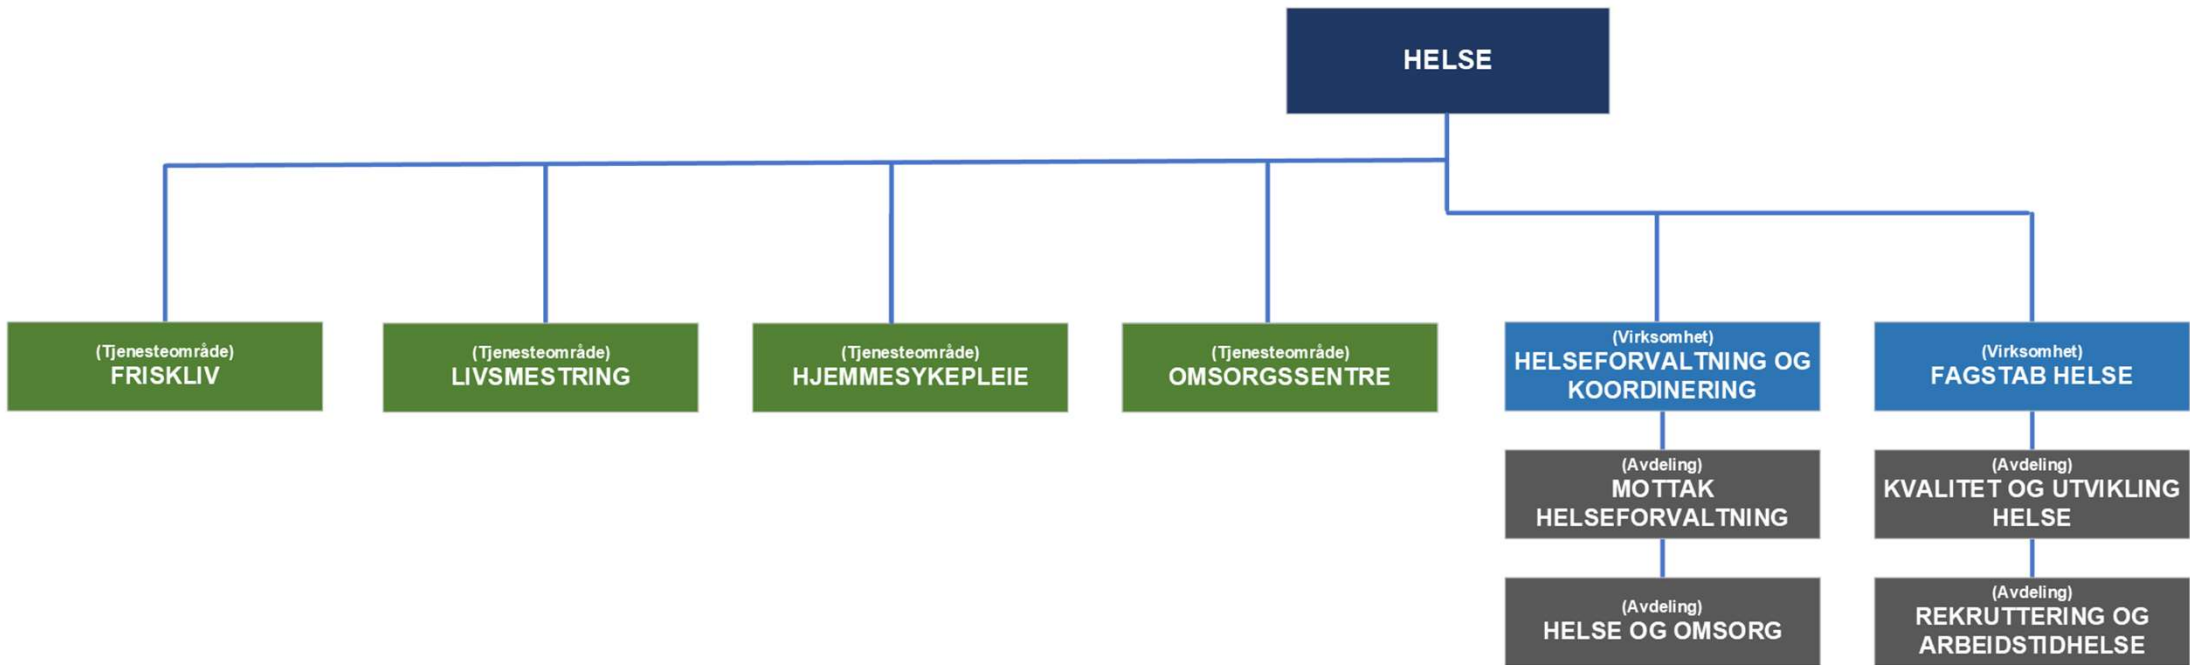 HELSE
(Tjenesteområde)
FRISKLIV
(Tjenesteområde)
LIVSMESTRING
(Tjenesteområde)
HJEMMESYKEPLEIE
(Tjenesteområde)
OMSORGSSENTRE
(Virksomhet)
HELSEFORVALTNING OG
KOORDINERING
(Virksomhet)
FAGSTAB HELSE
(Avdeling)
MOTTAK
HELSEFORVALTNING
(Avdeling)
KVALITET OG UTVIKLING
HELSE
(Avdeling)
HELSE OG OMSORG
(Avdeling)
REKRUTTERING OG
ARBEIDSTIDHELSE